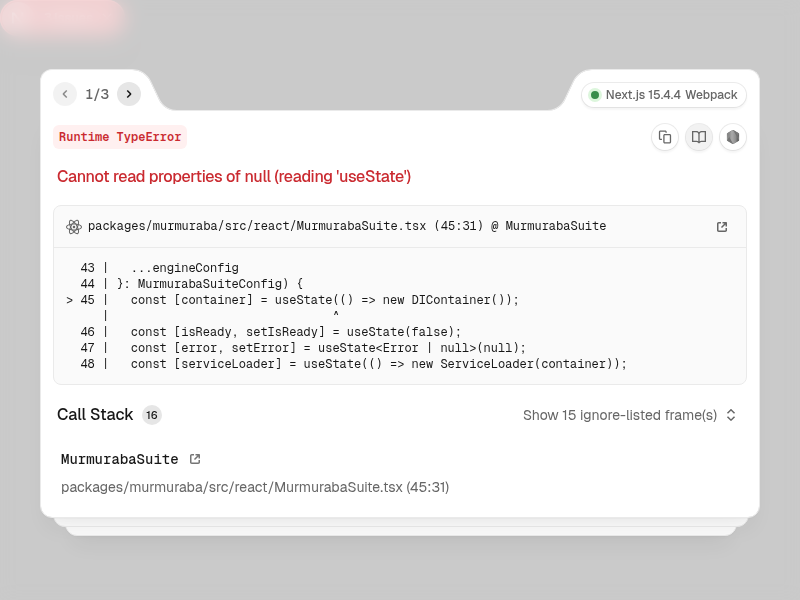 1/3
Next.js 15.4.4 Webpack
Runtime TypeError
Cannot read properties of null (reading 'useState')
packages/murmuraba/src/react/MurmurabaSuite.tsx (45:31) @ MurmurabaSuite
43 |   ...engineConfig
44 | }: MurmurabaSuiteConfig) {
> 45 |   const [container] = useState(() => new DIContainer());
|                               ^
46 |   const [isReady, setIsReady] = useState(false);
47 |   const [error, setError] = useState<Error | null>(null);
48 |   const [serviceLoader] = useState(() => new ServiceLoader(container));
Call Stack 16
Show 15 ignore-listed frame(s)
MurmurabaSuite
packages/murmuraba/src/react/MurmurabaSuite.tsx (45:31)